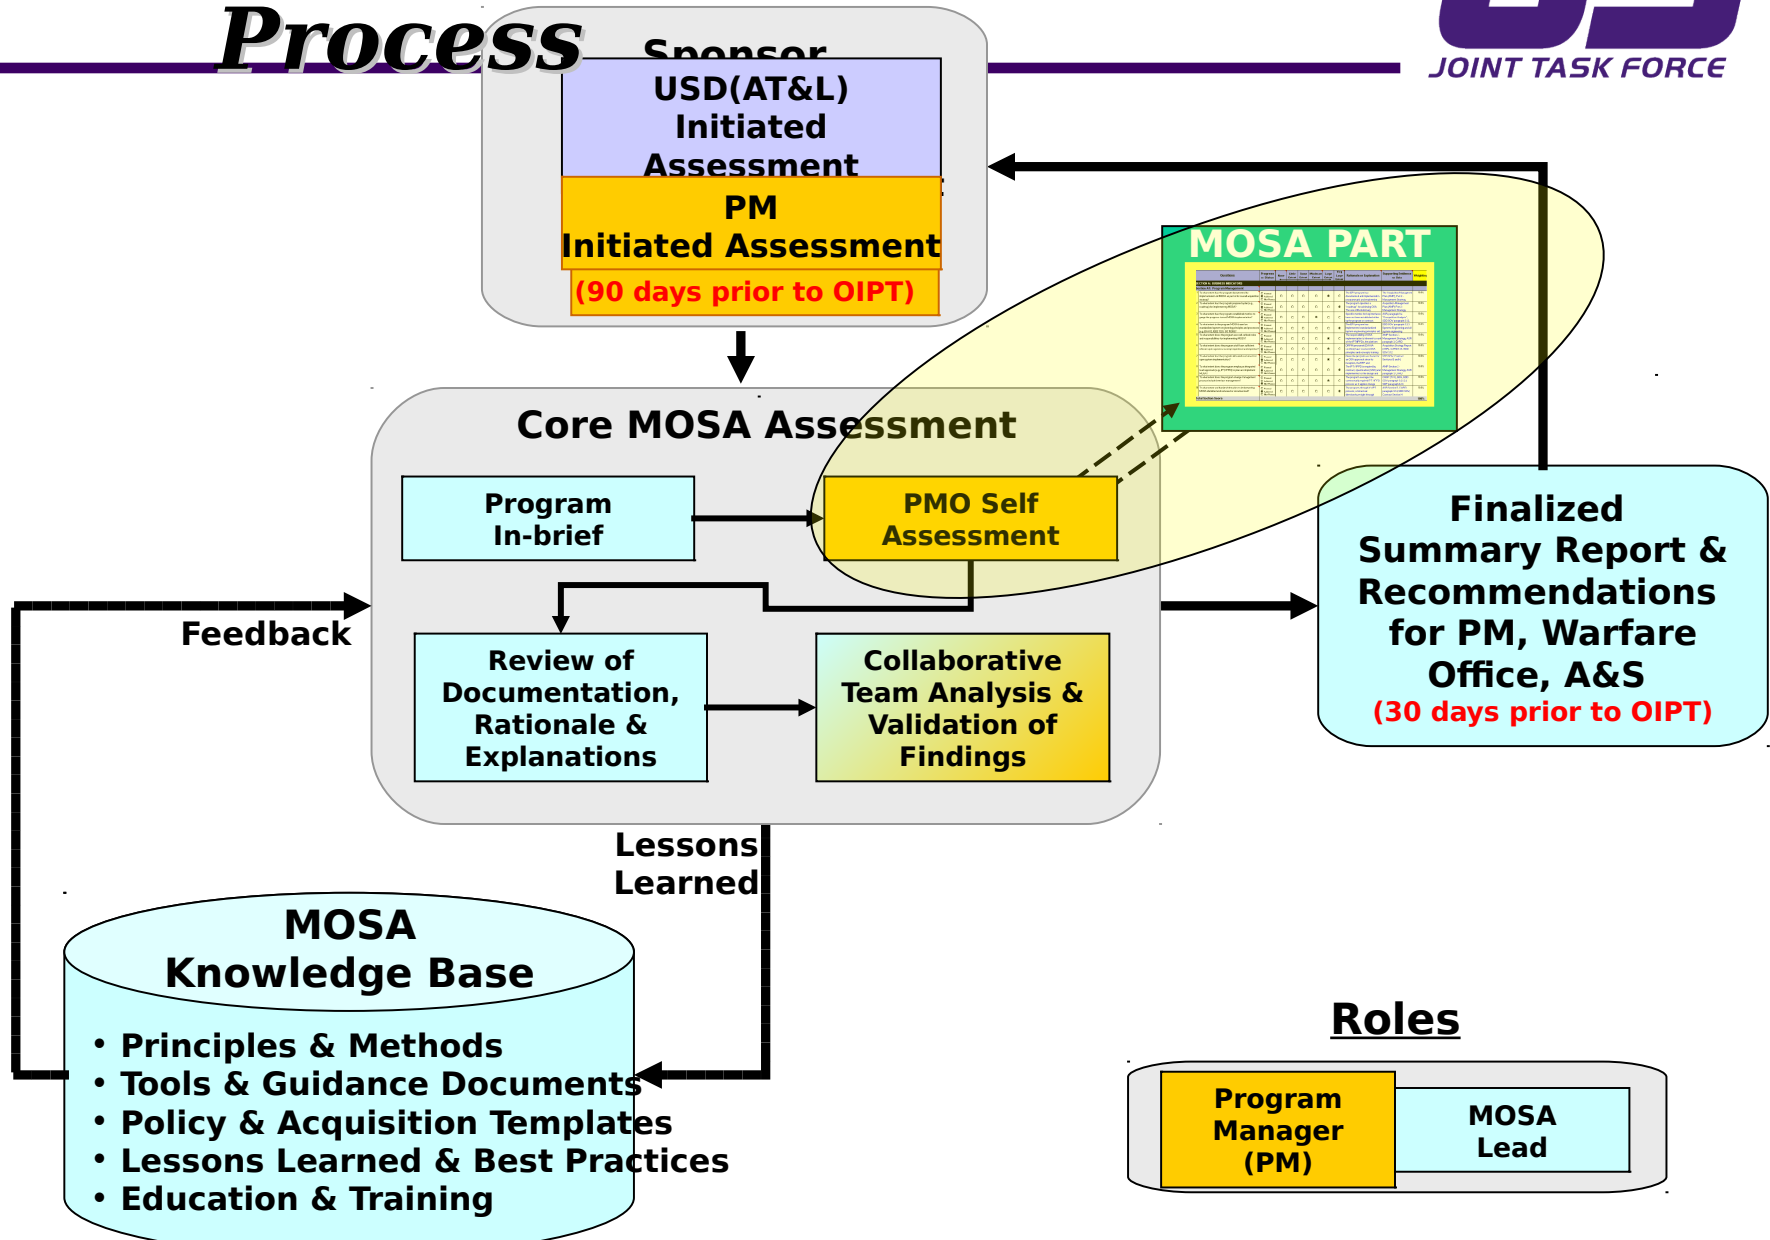 Process
Sponsor
USD(AT&L)
Initiated
Assessment
PM
Initiated Assessment
(90 days prior to OIPT)
JOINT TASK FORCE
MOSA PART
Core MOSA Assessment
Program
In-brief
PMO Self
Assessment
Review of
Documentation,
Rationale &
Explanations
Collaborative
Team Analysis &
Validation of
Findings
Finalized
Summary Report &
Recommendations
for PM, Warfare
Office, A&S
(30 days prior to OIPT)
Feedback
Lessons
Learned
MOSA
Knowledge Base
• Principles & Methods
• Tools & Guidance Documents
• Policy & Acquisition Templates
• Lessons Learned & Best Practices
• Education & Training
Roles
Program
Manager
(PM)
MOSA
Lead